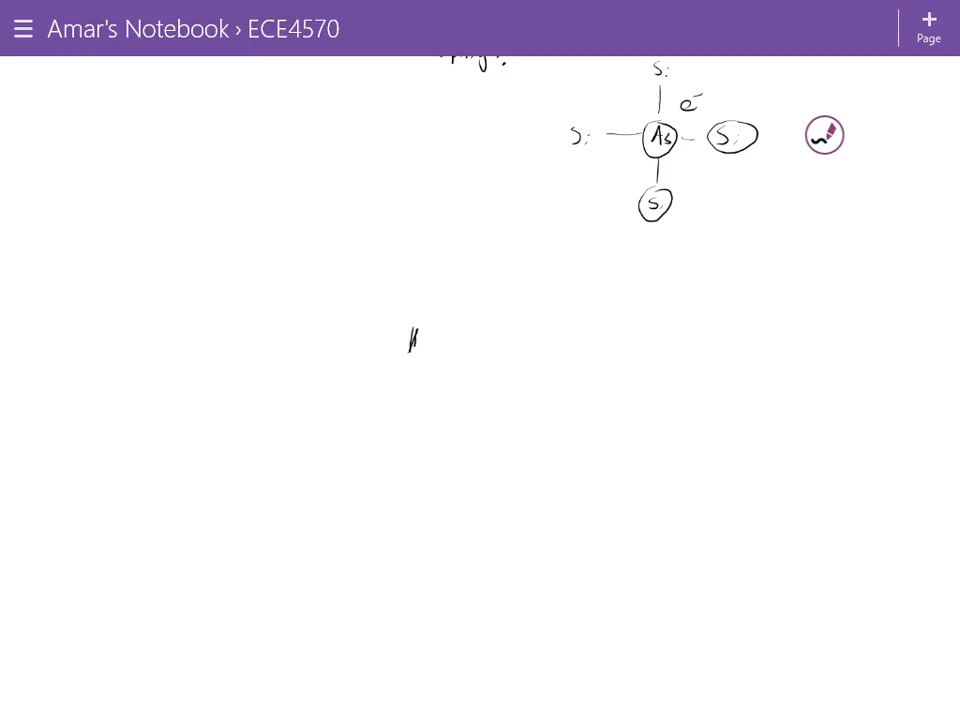 Amar's Notebook › ECE4570
Page
Si
e⁻
Si As Si
Si